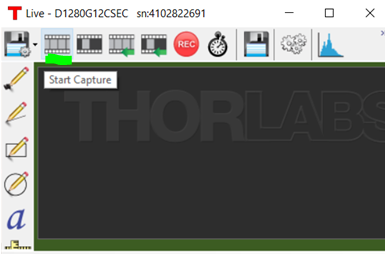 Live - D1280G12CSEC sn:4102822691
REC
Start Capture
THORLABS
a